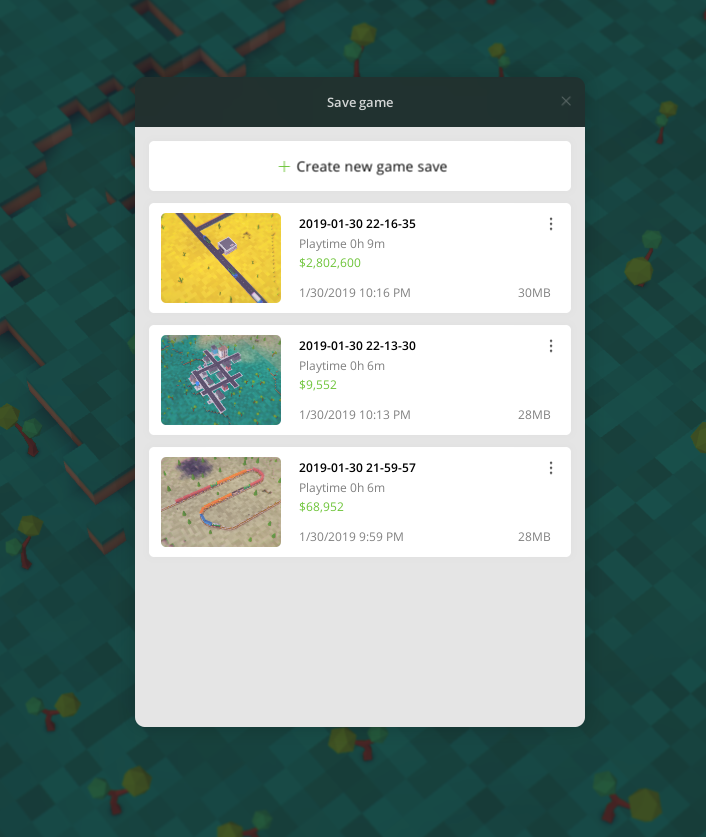 Save game
Create new game save
2019-01-30 22-16-35
Playtime 0h 9m
$2,802,600
1/30/2019 10:16 PM 30MB
2019-01-30 22-13-30
Playtime 0h 6m
$9,552
1/30/2019 10:13 PM 28MB
2019-01-30 21-59-57
Playtime 0h 6m
$68,952
1/30/2019 9:59 PM 28MB